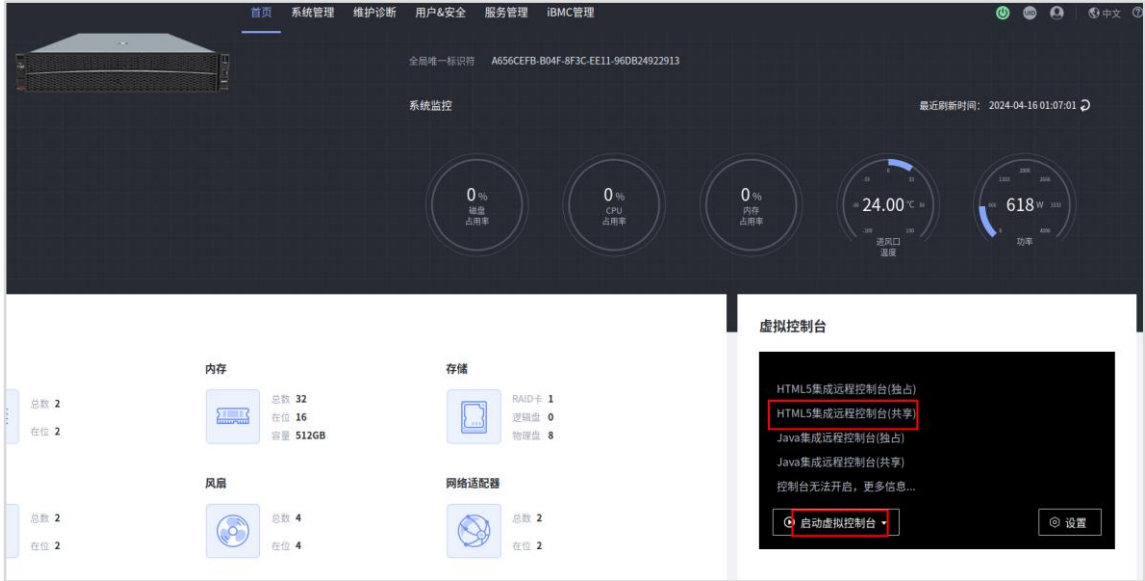 首页 系统管理 维护诊断 用户&安全 服务管理 iBMC管理
UID 中文
全局唯一标识符 A656CEFB-B04F-8F3C-EE11-96DB24922913
系统监控
最近刷新时间： 2024-04-16 01:07:01
0 %
磁盘
占用率
0 %
CPU
占用率
0 %
内存
占用率
24.00 ℃
-100 100
进风口
温度
618 W
0 4000
功率
总数 2
在位 2
总数 2
在位 2
内存
总数 32
在位 16
容量 512GB
存储
RAID卡 1
逻辑盘 0
物理盘 8
风扇
总数 4
在位 4
网络适配器
总数 2
在位 2
虚拟控制台
HTML5集成远程控制台(独占)
HTML5集成远程控制台(共享)
Java集成远程控制台(独占)
Java集成远程控制台(共享)
控制台无法开启，更多信息...
启动虚拟控制台
设置